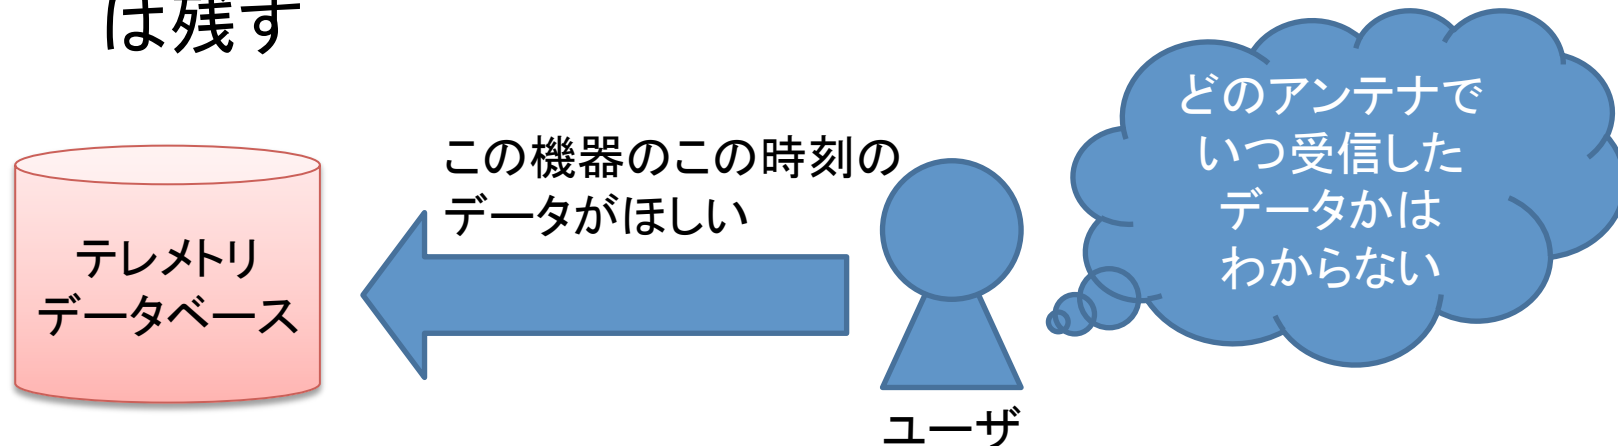 は残す
この機器のこの時刻の
データがほしい
どのアンテナで
いつ受信した
データかは
わからない
テレメトリ
データベース
ユーザ